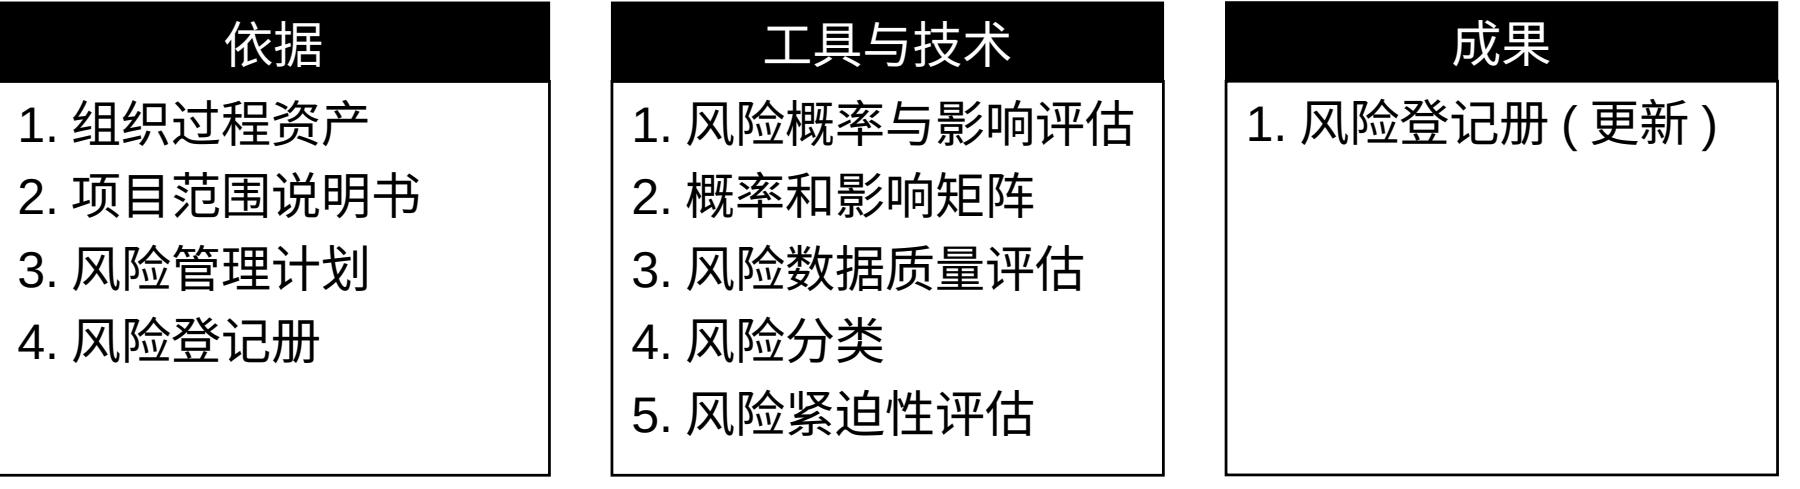 依据
1. 组织过程资产
2. 项目范围说明书
3. 风险管理计划
4. 风险登记册
工具与技术
1. 风险概率与影响评估
2. 概率和影响矩阵
3. 风险数据质量评估
4. 风险分类
5. 风险紧迫性评估
成果
1. 风险登记册 ( 更新 )